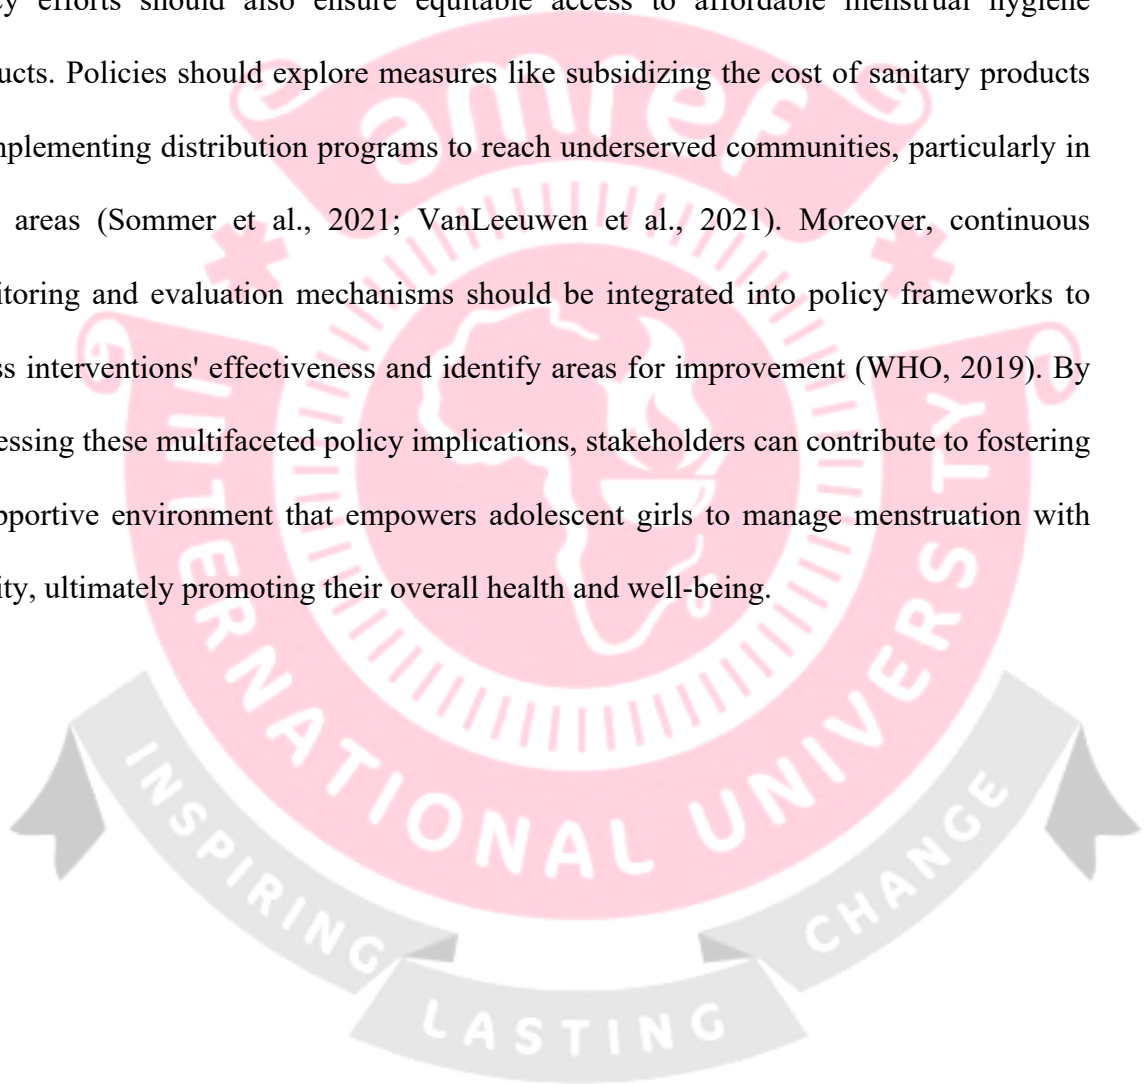 efforts should also ensure equitable access to affordable menstrual hygiene
ucts. Policies should explore measures like subsidizing the cost of sanitary products
nplementing distribution programs to reach underserved communities, particularly in
areas (Sommer et al., 2021; VanLeeuwen et al., 2021). Moreover, continuous
itoring and evaluation mechanisms should be integrated into policy frameworks to
ss interventions' effectiveness and identify areas for improvement (WHO, 2019). By
essing these multifaceted policy implications, stakeholders can contribute to fostering
pportive environment that empowers adolescent girls to manage menstruation with
ity, ultimately promoting their overall health and well-being.
amref
INTERNATIONAL UNIVERSITY
INSPIRING
LASTING
CHANGE